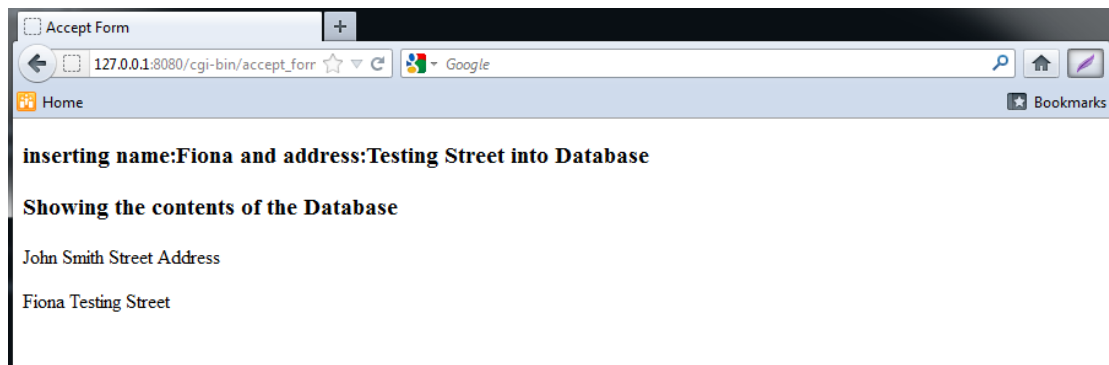 Accept Form
+
127.0.0.1:8080/cgi-bin/accept_forr
Google
Home
Bookmarks
inserting name:Fiona and address:Testing Street into Database
Showing the contents of the Database
John Smith Street Address
Fiona Testing Street